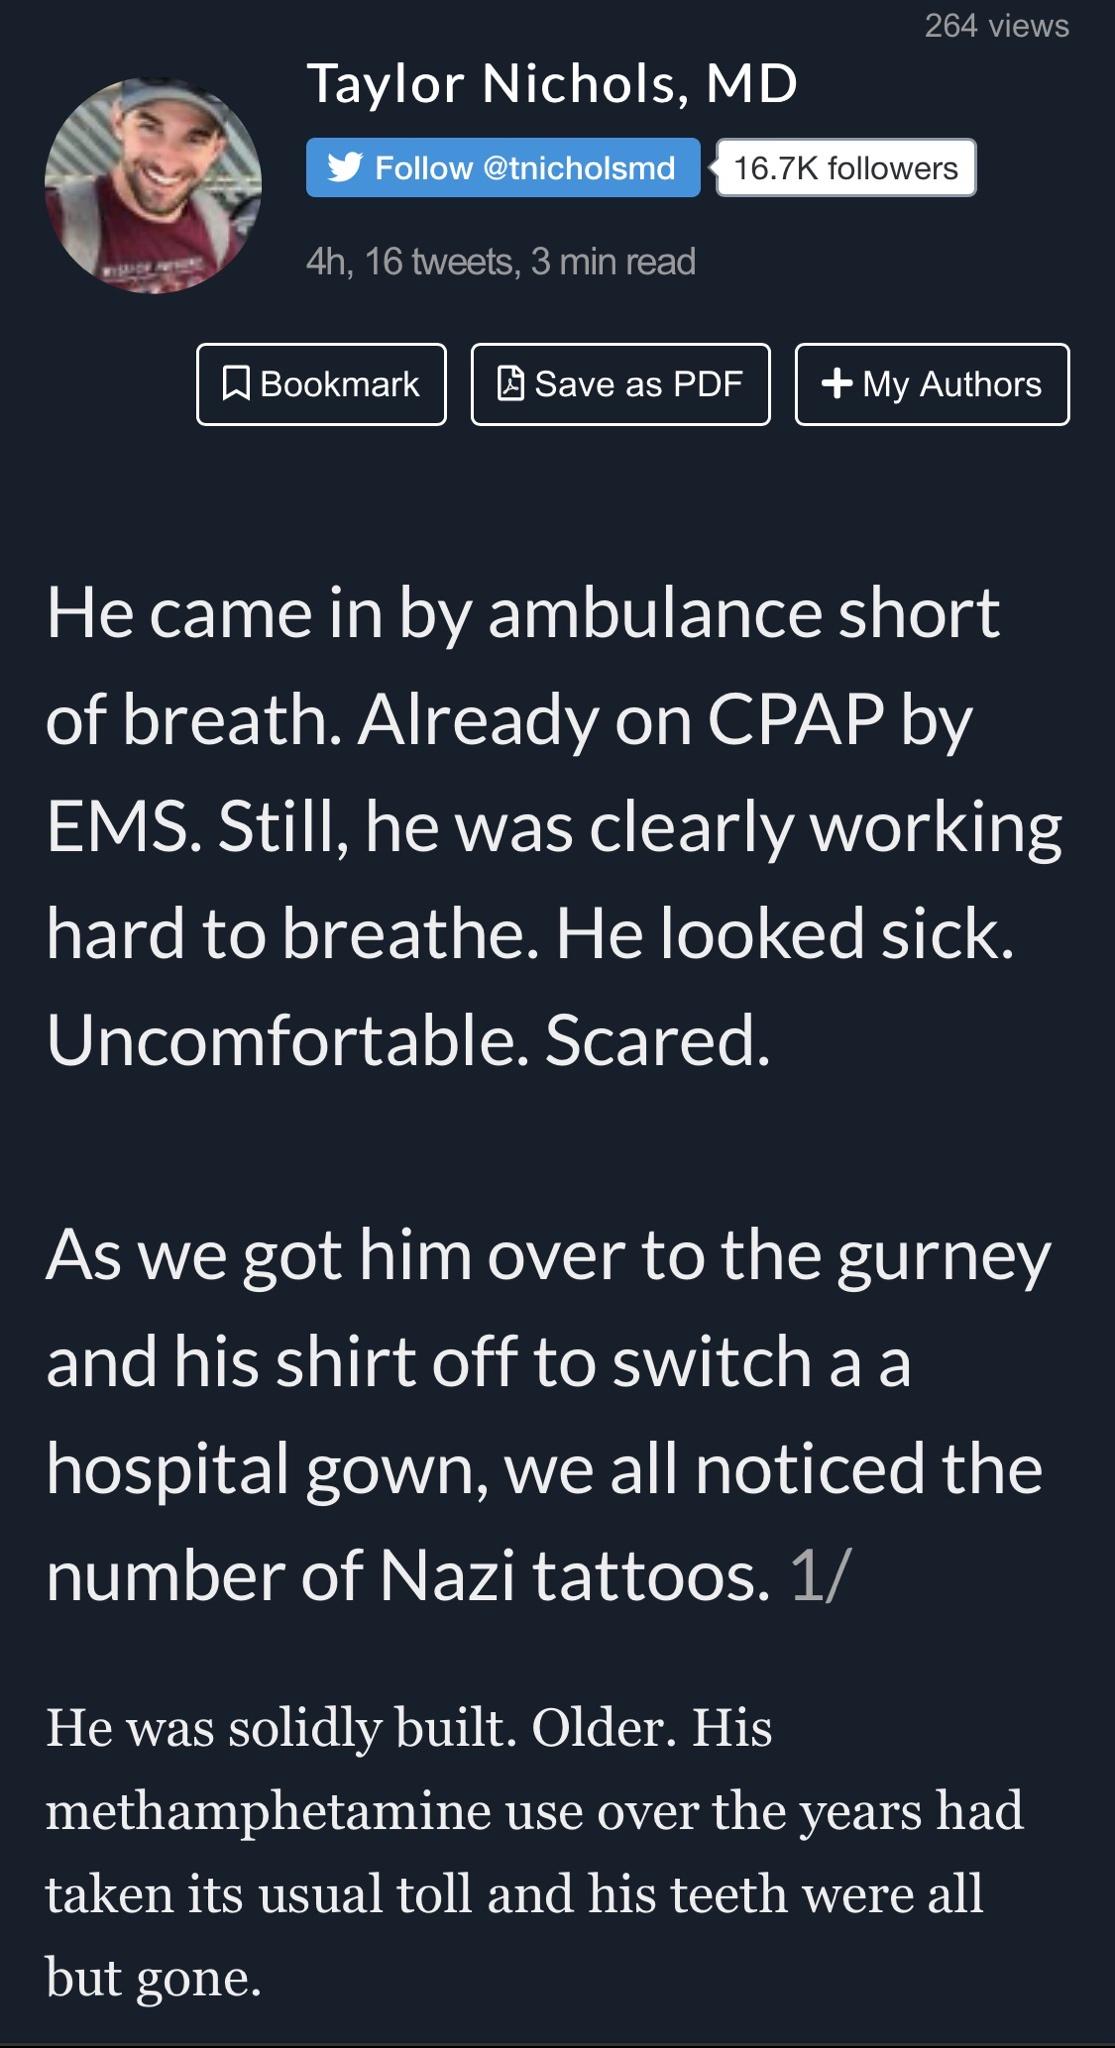 264 views
Taylor Nichols, MD
Follow @tnicholsmd
16.7K followers
4h, 16 tweets, 3 min read
Bookmark
Save as PDF
My Authors
He came in by ambulance short
of breath. Already on CPAP by
EMS. Still, he was clearly working
hard to breathe. He looked sick.
Uncomfortable. Scared.
As we got him over to the gurney
and his shirt off to switch a a
hospital gown, we all noticed the
number of Nazi tattoos. 1/
He was solidly built. Older. His
methamphetamine use over the years had
taken its usual toll and his teeth were all
but gone.